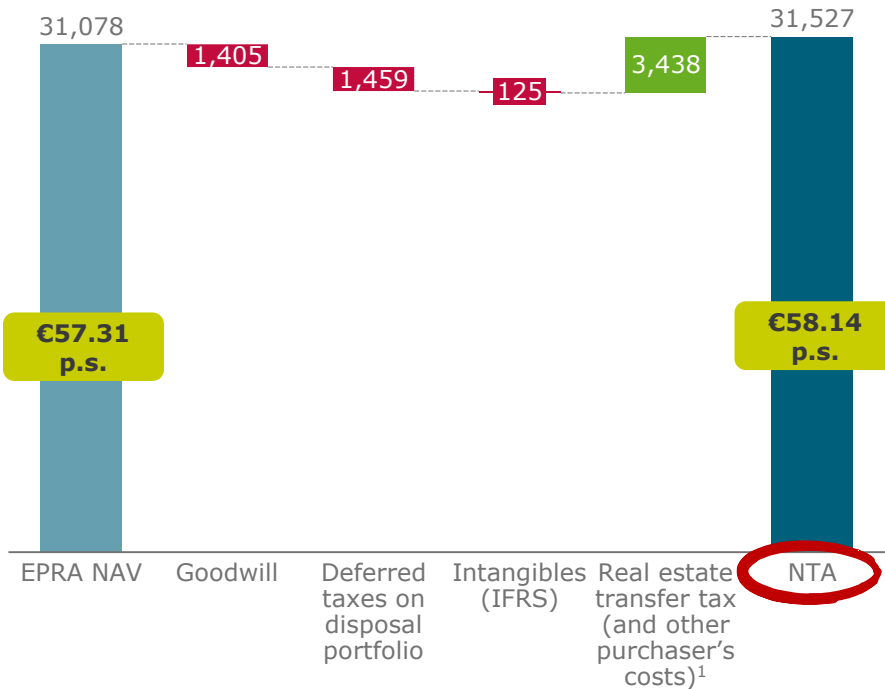 31,078
1,405
1,459
125
3,438
31,527
€57.31
p.s.
€58.14
p.s.
EPRA NAV
Goodwill
Deferred
taxes on
disposal
portfolio
Intangibles
(IFRS)
Real estate
transfer tax
(and other
purchaser's
costs)¹
NTA